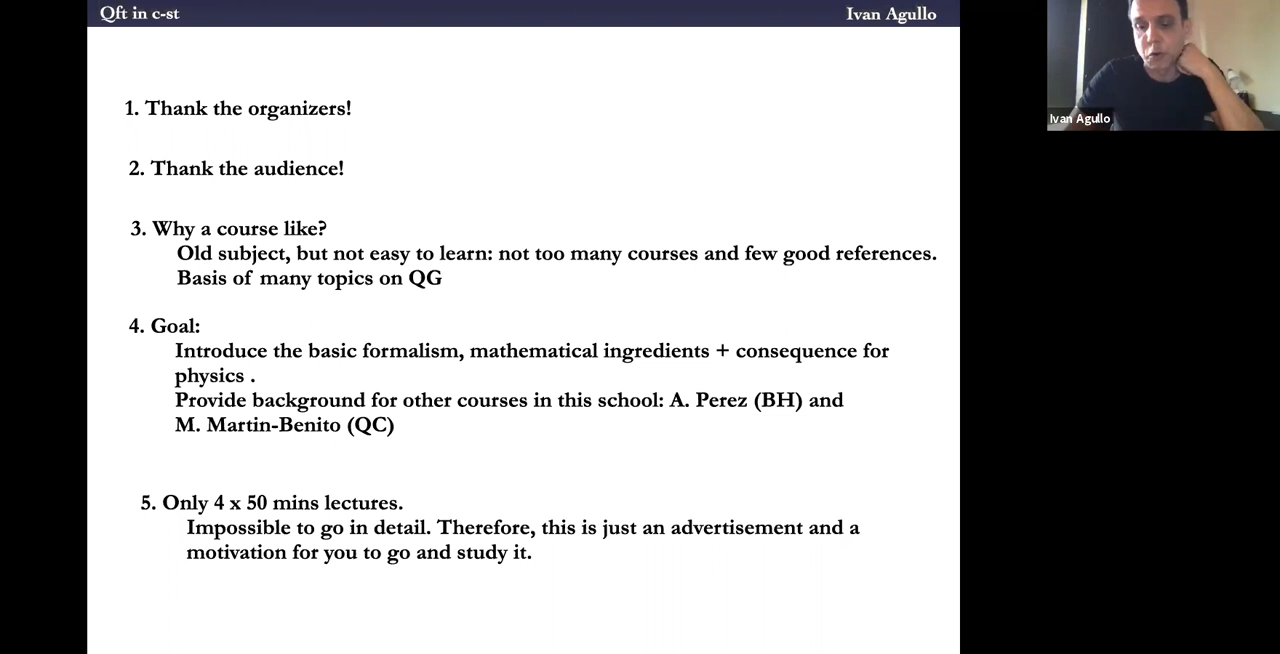 Qft in c-st
Ivan Agullo
1. Thank the organizers!
2. Thank the audience!
3. Why a course like?
Old subject, but not easy to learn: not too many courses and few good references.
Basis of many topics on QG
4. Goal:
Introduce the basic formalism, mathematical ingredients + consequence for
physics .
Provide background for other courses in this school: A. Perez (BH) and
M. Martin-Benito (QC)
5. Only 4 x 50 mins lectures.
Impossible to go in detail. Therefore, this is just an advertisement and a
motivation for you to go and study it.
Ivan Agullo